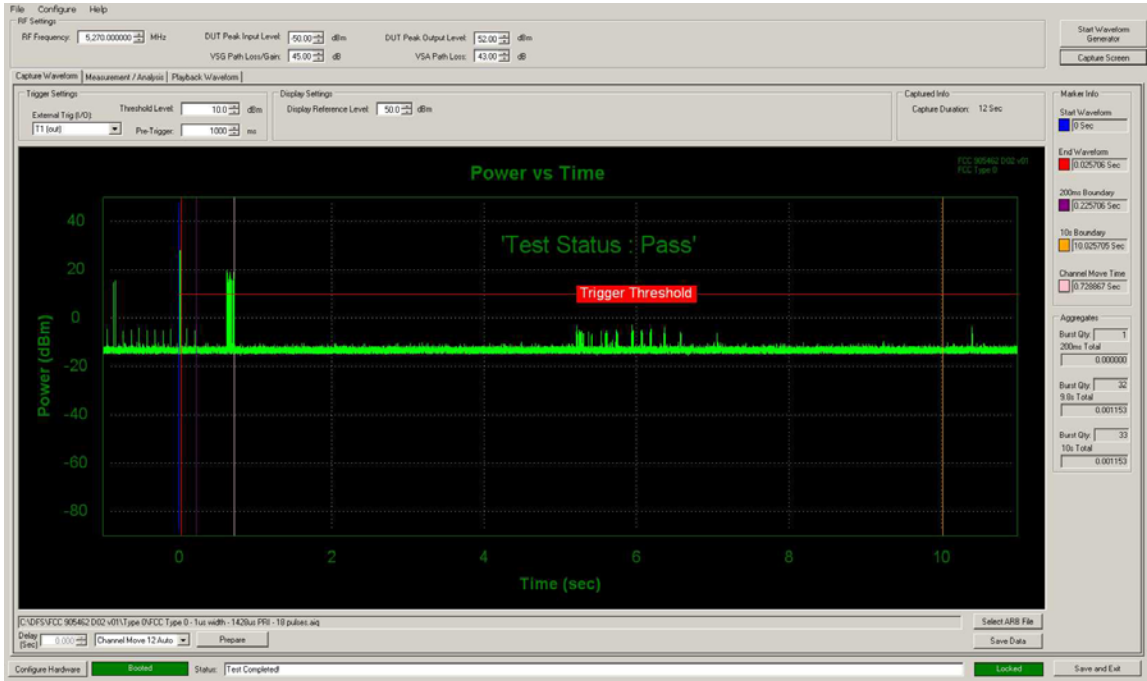 File Configure Help
RF Settings
RF Frequency: 5,270.000000 MHz DUT Peak Input Level: -50.00 dBm DUT Peak Output Level: 52.00 dBm
VSG Path Loss/Gain: 45.00 dB VSA Path Loss: 43.00 dB
Start Waveform Generator
Capture Screen
Capture Waveform Measurement / Analysis Playback Waveform
Trigger Settings
External Trig (I/O): Threshold Level: 10.0 dBm
T1 (out) Pre-Trigger: 1000 ms
Display Settings
Display Reference Level: 50.0 dBm
Captured Info
Capture Duration: 12 Sec
Power vs Time
FCC 905462 D02 v01
FCC Type 0
'Test Status : Pass'
Trigger Threshold
Power (dBm)
40
20
0
-20
-40
-60
-80
0 2 4 6 8 10
Time (sec)
Marker Info
Start Waveform
0 Sec
End Waveform
0.025706 Sec
200ms Boundary
0.225706 Sec
10s Boundary
10.025705 Sec
Channel Move Time
0.728867 Sec
Aggregates
Burst Qty: 1
200ms Total
0.000000
Burst Qty: 32
9.8s Total
0.001153
Burst Qty: 33
10s Total
0.001153
C:\DFS\FCC 905462 D02 v01\Type 0\FCC Type 0 - 1us width - 1428us PRI - 18 pulses.aiq Select ARB File
Delay (Sec) 0.000 Channel Move 12 Auto Prepare Save Data
Configure Hardware Booted Status: Test Completed! Locked Save and Exit